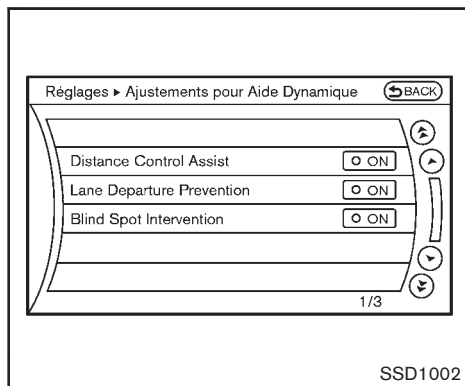 Réglages ▸ Ajustements pour Aide Dynamique BACK
Distance Control Assist ON
Lane Departure Prevention ON
Blind Spot Intervention ON
1/3
SSD1002